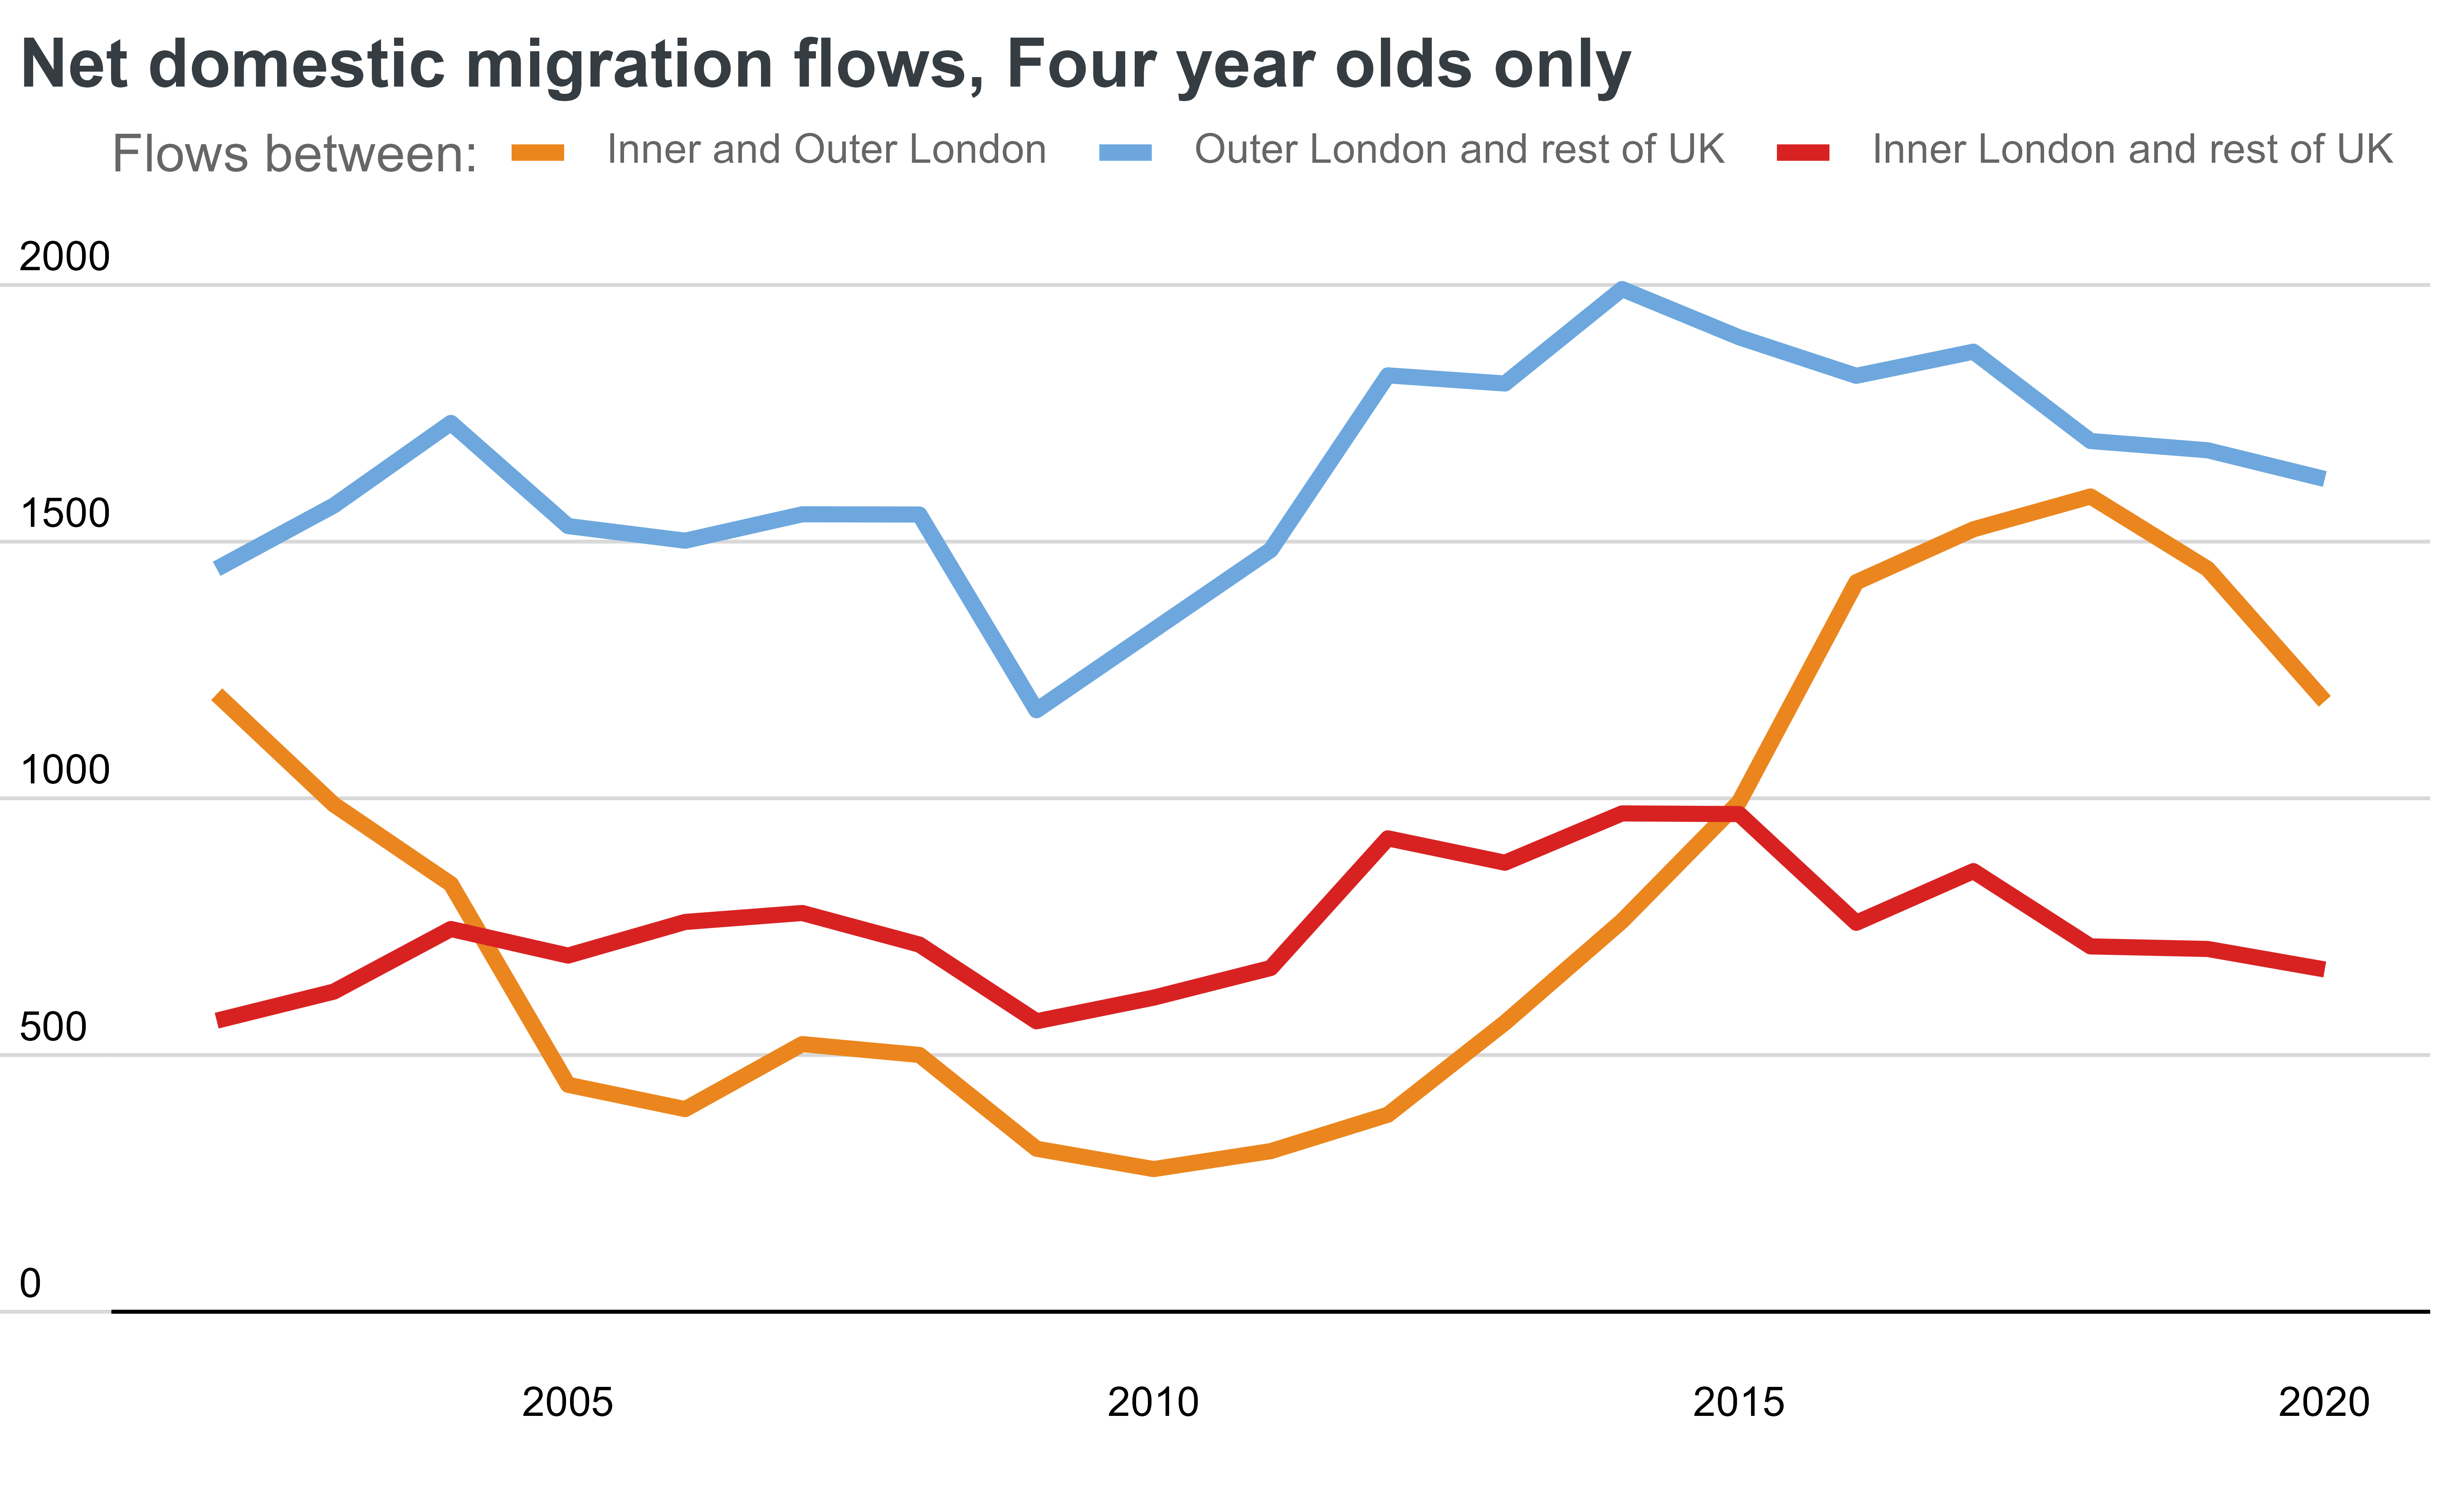 Net domestic migration flows, Four year olds only
Flows between: Inner and Outer London Outer London and rest of UK Inner London and rest of UK
2000
1500
1000
500
0
2005 2010 2015 2020